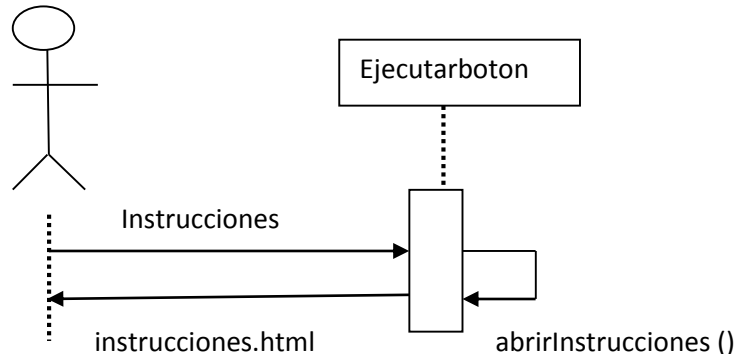 Ejecutarboton
Instrucciones
instrucciones.html
abrirInstrucciones ()